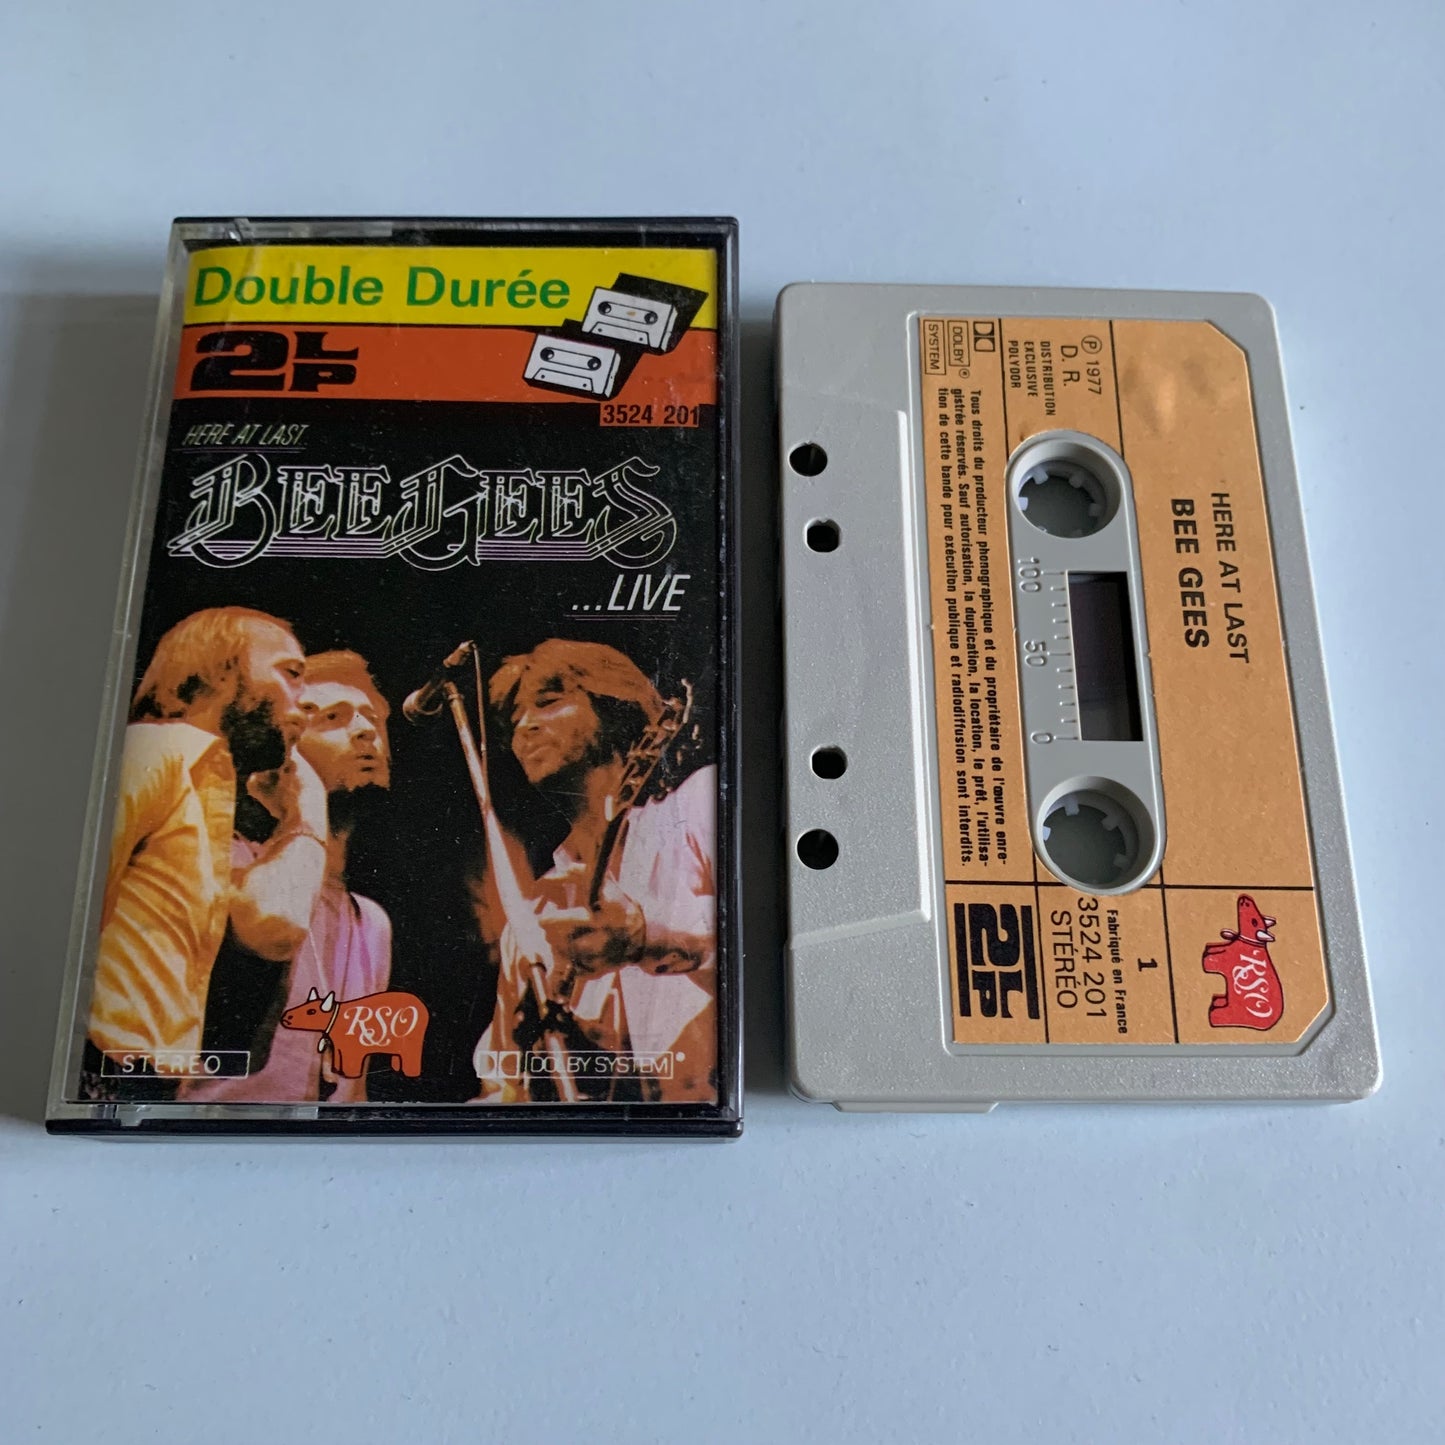 Double Durée
2LP
3524 201
HERE AT LAST
BEE GEES
...LIVE
RSO
STEREO
DOLBY SYSTEM
HERE AT LAST
BEE GEES
℗ 1977
D. R.
DISTRIBUTION
EXCLUSIVE
POLYDOR
DOLBY
SYSTEM
Tous droits du producteur phonographique et du propriétaire de l'œuvre enre-
gistrée réservés. Sauf autorisation, la duplication, la location, le prêt, l'utilisa-
tion de cette bande pour exécution publique et radiodiffusion sont interdits.
100 50 0
RSO
1
Fabriqué en France
3524 201
STÉRÉO
2LP